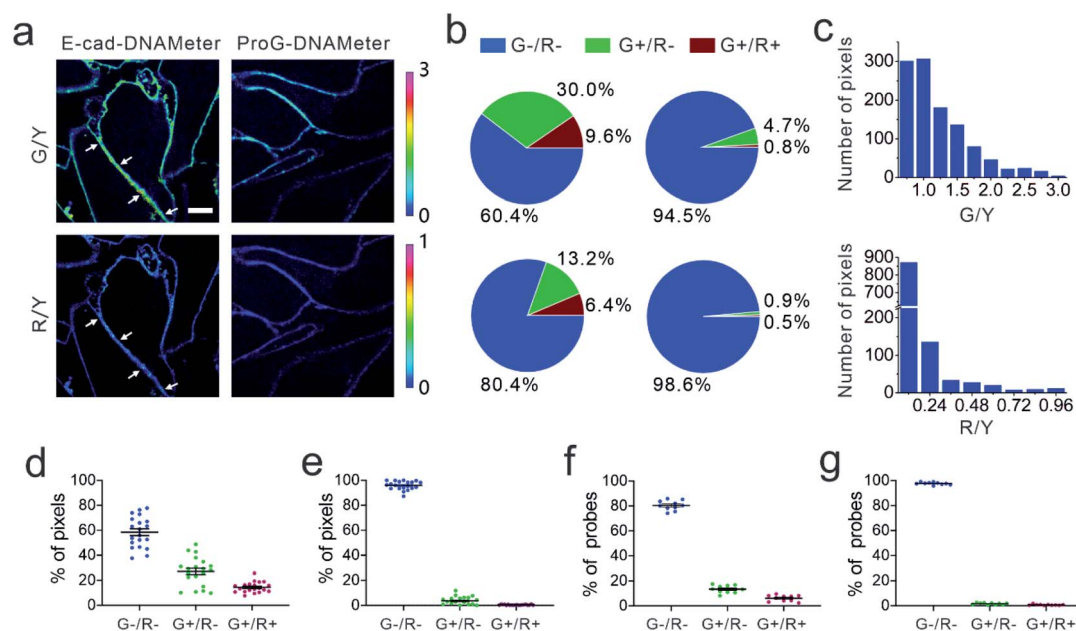 a
E-cad-DNAMeter ProG-DNAMeter
G/Y
R/Y
3
0
1
0
b
G-/R- G+/R- G+/R+
30.0%
9.6%
60.4%
4.7%
0.8%
94.5%
13.2%
6.4%
80.4%
0.9%
0.5%
98.6%
c
Number of pixels
300
200
100
0
1.0 1.5 2.0 2.5 3.0
G/Y
Number of pixels
900
800
700
200
100
0
0.24 0.48 0.72 0.96
R/Y
d
% of pixels
100
80
60
40
20
0
G-/R- G+/R- G+/R+
e
% of pixels
100
80
60
40
20
0
G-/R- G+/R- G+/R+
f
% of probes
100
80
60
40
20
0
G-/R- G+/R- G+/R+
g
% of probes
100
80
60
40
20
0
G-/R- G+/R- G+/R+